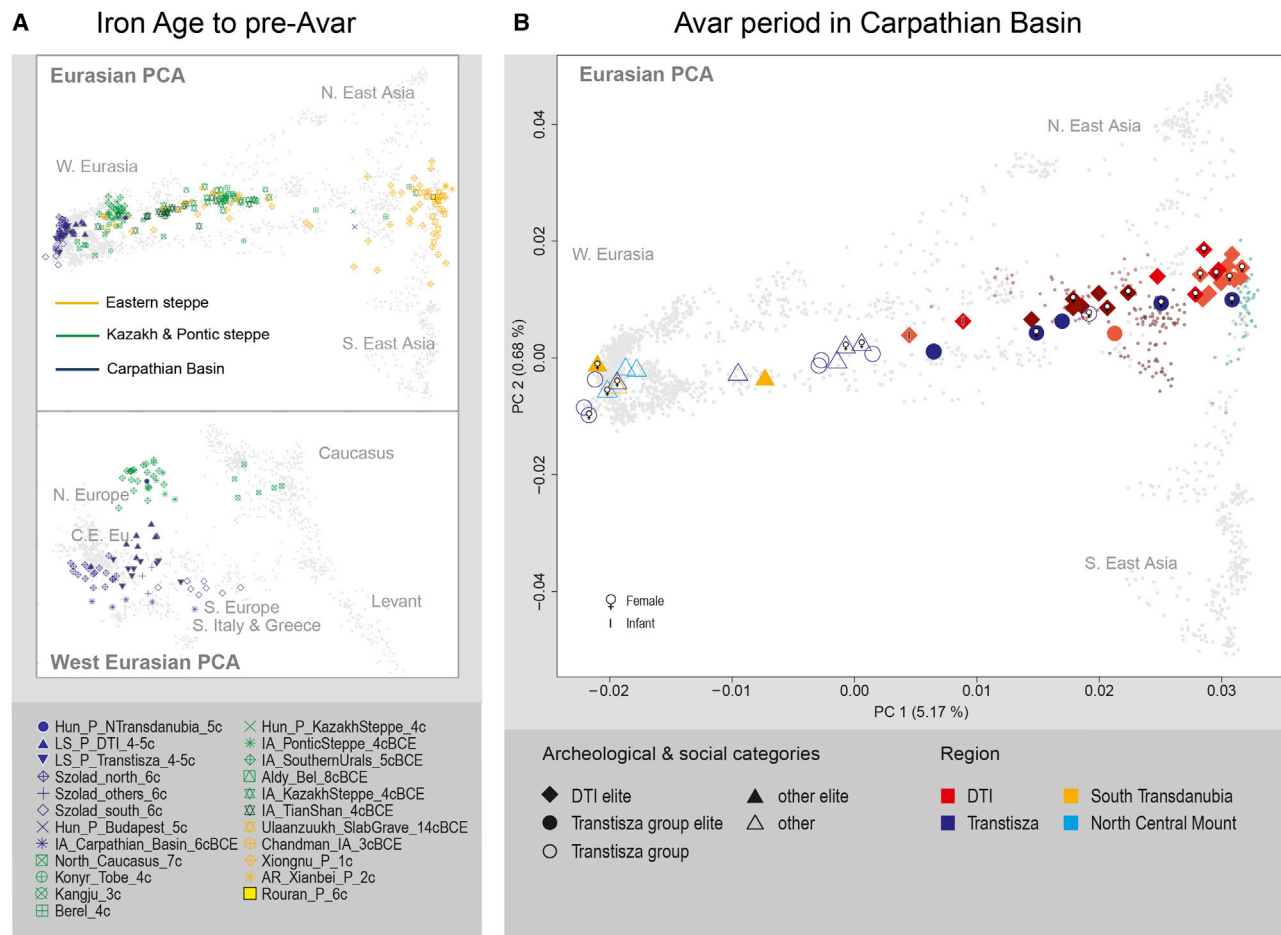 A
Iron Age to pre-Avar
Eurasian PCA
N. East Asia
W. Eurasia
Eastern steppe
Kazakh & Pontic steppe
Carpathian Basin
S. East Asia
Caucasus
N. Europe
C.E. Eu.
S. Europe
S. Italy & Greece
Levant
West Eurasian PCA
Hun_P_NTransdanubia_5c
LS_P_DTI_4-5c
LS_P_Transtisza_4-5c
Szolad_north_6c
Szolad_others_6c
Szolad_south_6c
Hun_P_Budapest_5c
IA_Carpathian_Basin_6cBCE
North_Caucasus_7c
Konyr_Tobe_4c
Kangju_3c
Berel_4c
Hun_P_KazakhSteppe_4c
IA_PonticSteppe_4cBCE
IA_SouthernUrals_5cBCE
Aldy_Bel_8cBCE
IA_KazakhSteppe_4cBCE
IA_TianShan_4cBCE
Ulaanzuukh_SlabGrave_14cBCE
Chandman_IA_3cBCE
Xiongnu_P_1c
AR_Xianbei_P_2c
Rouran_P_6c
B
Avar period in Carpathian Basin
Eurasian PCA
N. East Asia
W. Eurasia
S. East Asia
PC 2 (0.68 %)
0.04
0.02
0.00
−0.02
−0.04
♀ Female
I Infant
−0.02 −0.01 0.00 0.01 0.02 0.03
PC 1 (5.17 %)
Archeological & social categories
DTI elite
Transtisza group elite
Transtisza group
other elite
other
Region
DTI
Transtisza
South Transdanubia
North Central Mount